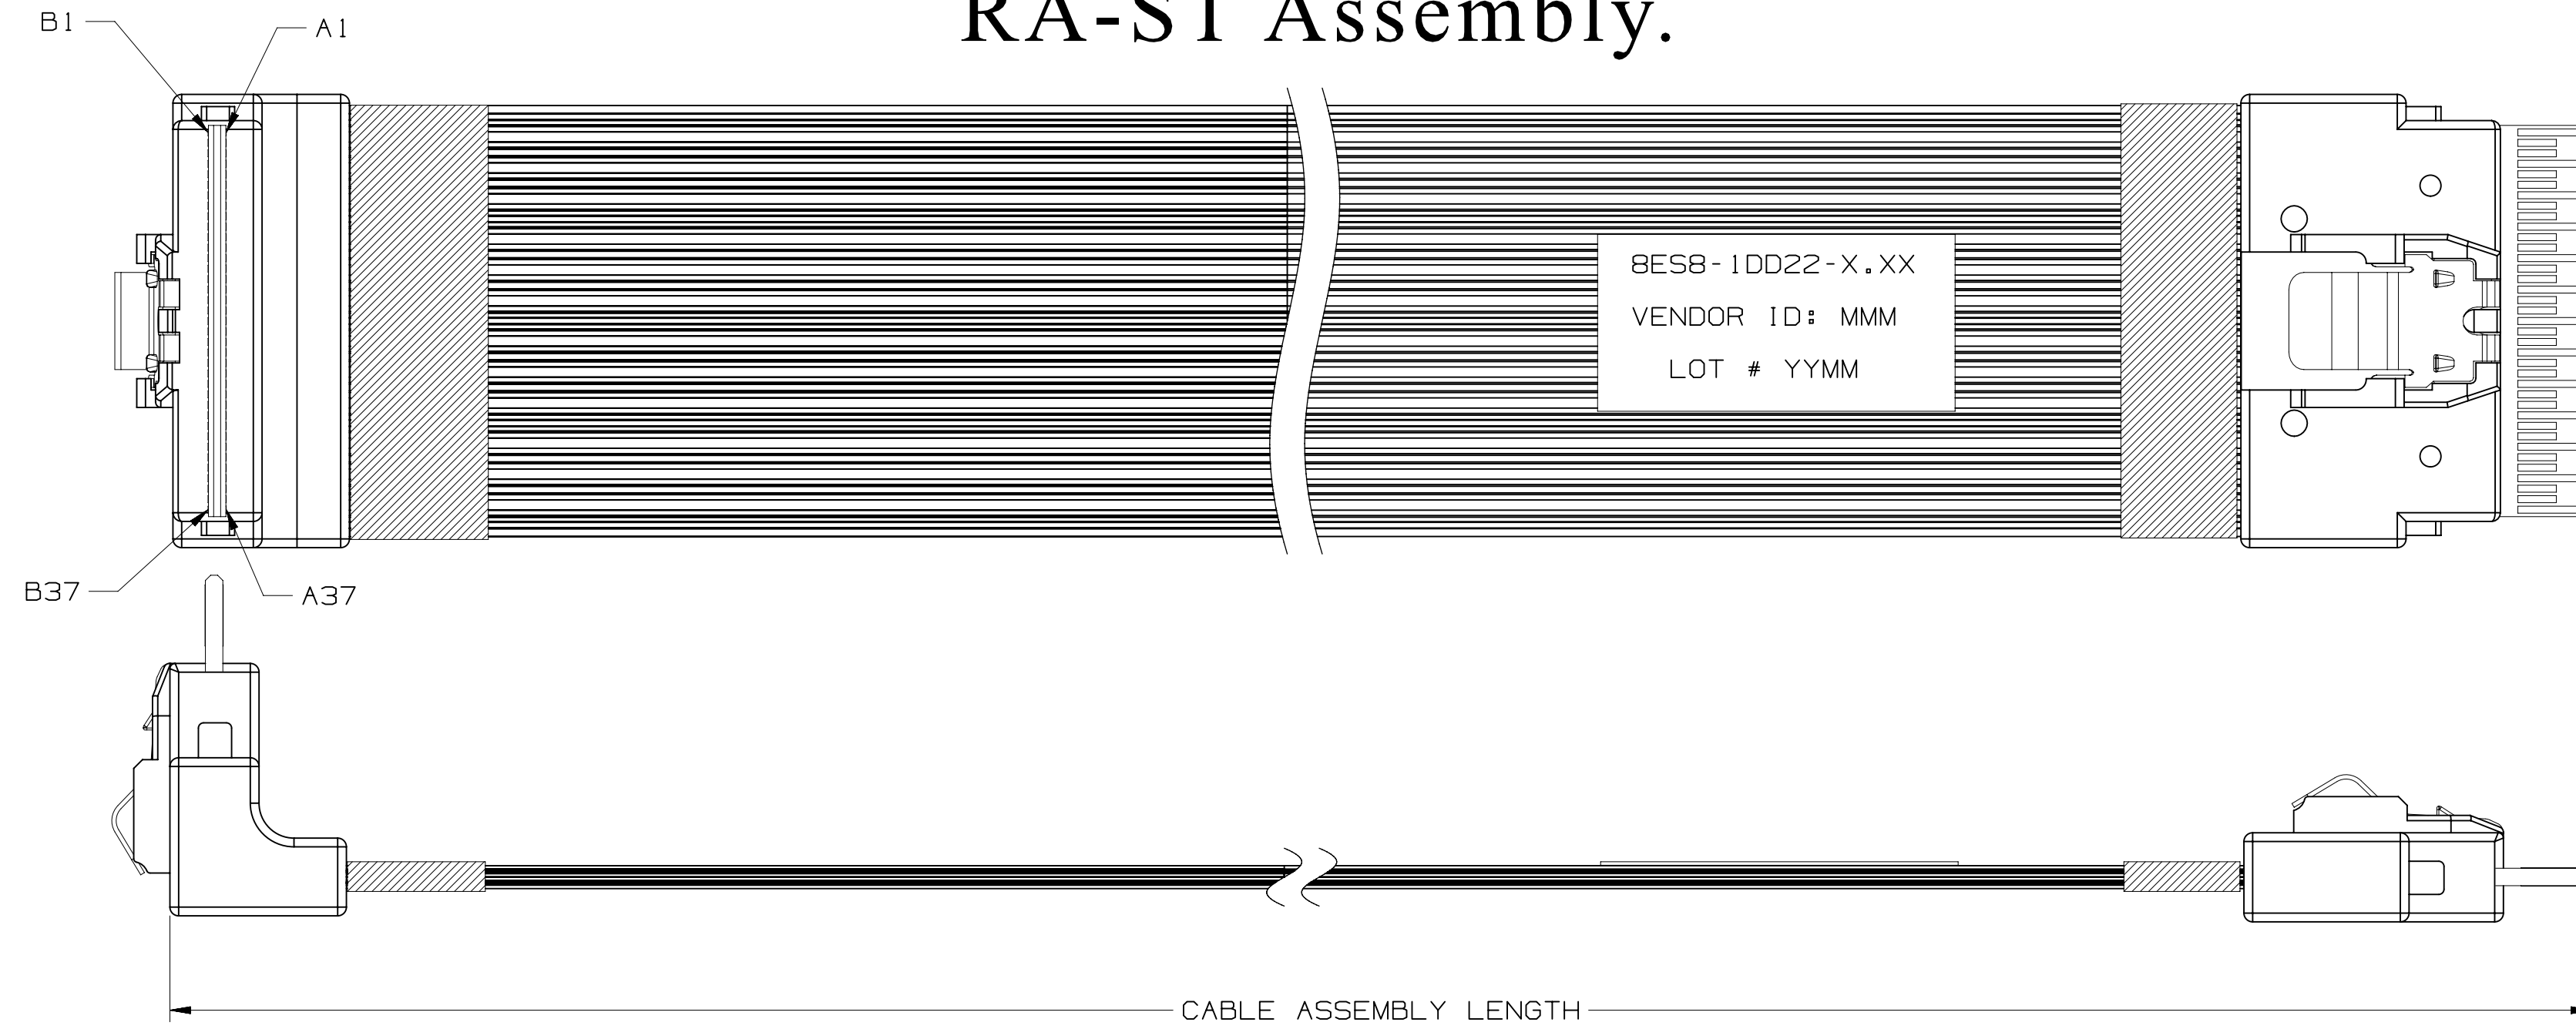 RA-ST Assembly.
B1
A1
8ES8-1DD22-X.XX
VENDOR ID: MMM
LOT # YYMM
B37
A37
CABLE ASSEMBLY LENGTH